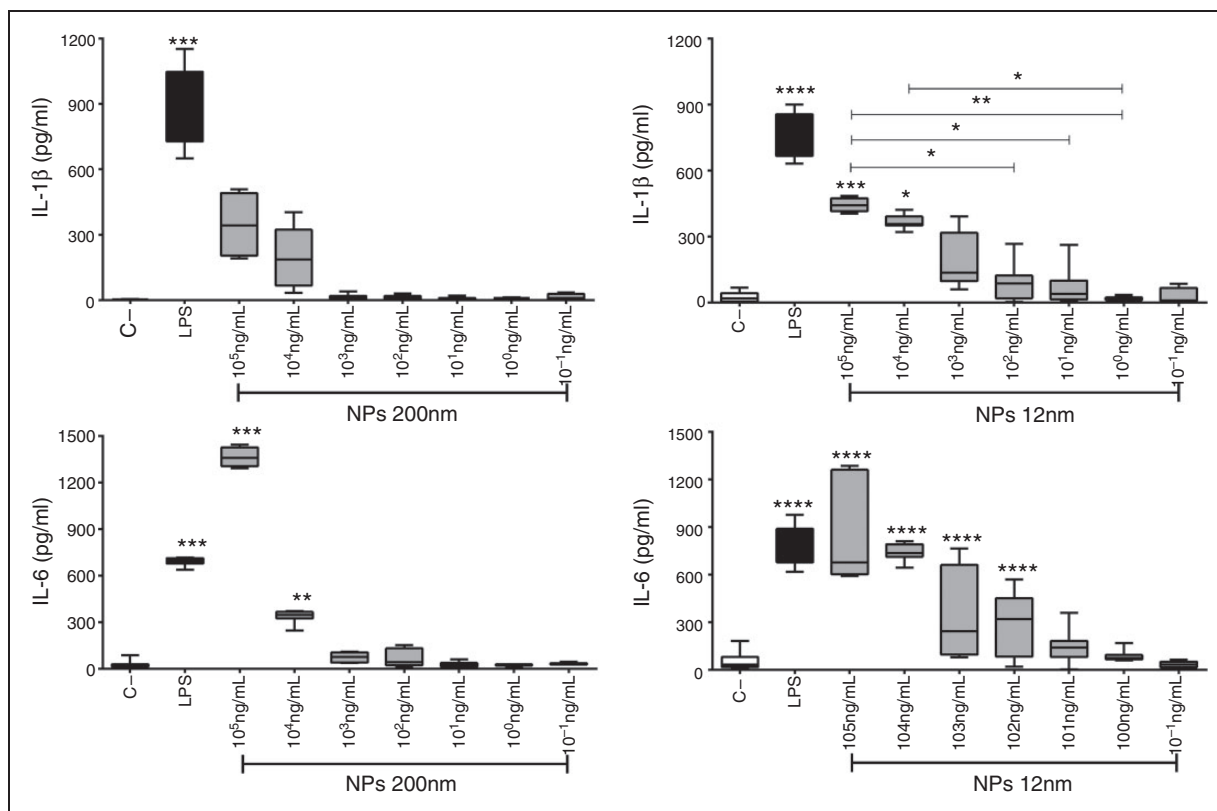 1200
900
600
300
0
IL-1β (pg/ml)
***
C–
LPS
10⁵ng/mL
10⁴ng/mL
10³ng/mL
10²ng/mL
10¹ng/mL
10⁰ng/mL
10⁻¹ng/mL
NPs 200nm
1200
900
600
300
0
IL-1β (pg/ml)
****
***
*
*
**
*
*
C–
LPS
10⁵ng/mL
10⁴ng/mL
10³ng/mL
10²ng/mL
10¹ng/mL
10⁰ng/mL
10⁻¹ng/mL
NPs 12nm
1500
1200
900
600
300
0
IL-6 (pg/ml)
***
***
**
C–
LPS
10⁵ng/mL
10⁴ng/mL
10³ng/mL
10²ng/mL
10¹ng/mL
10⁰ng/mL
10⁻¹ng/mL
NPs 200nm
1500
1200
900
600
300
0
IL-6 (pg/ml)
****
****
****
****
****
C–
LPS
105ng/mL
104ng/mL
103ng/mL
102ng/mL
101ng/mL
100ng/mL
10⁻¹ng/mL
NPs 12nm